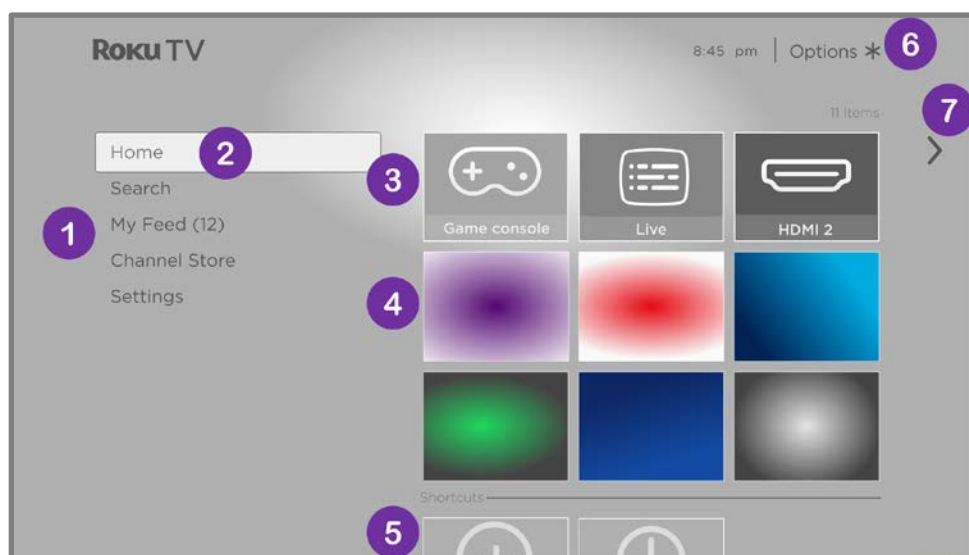 Roku TV
8:45 pm | Options *
6
7
11 Items
Home
2
Search
My Feed (12)
1
Channel Store
Settings
3
Game console
Live
HDMI 2
4
Shortcuts
5